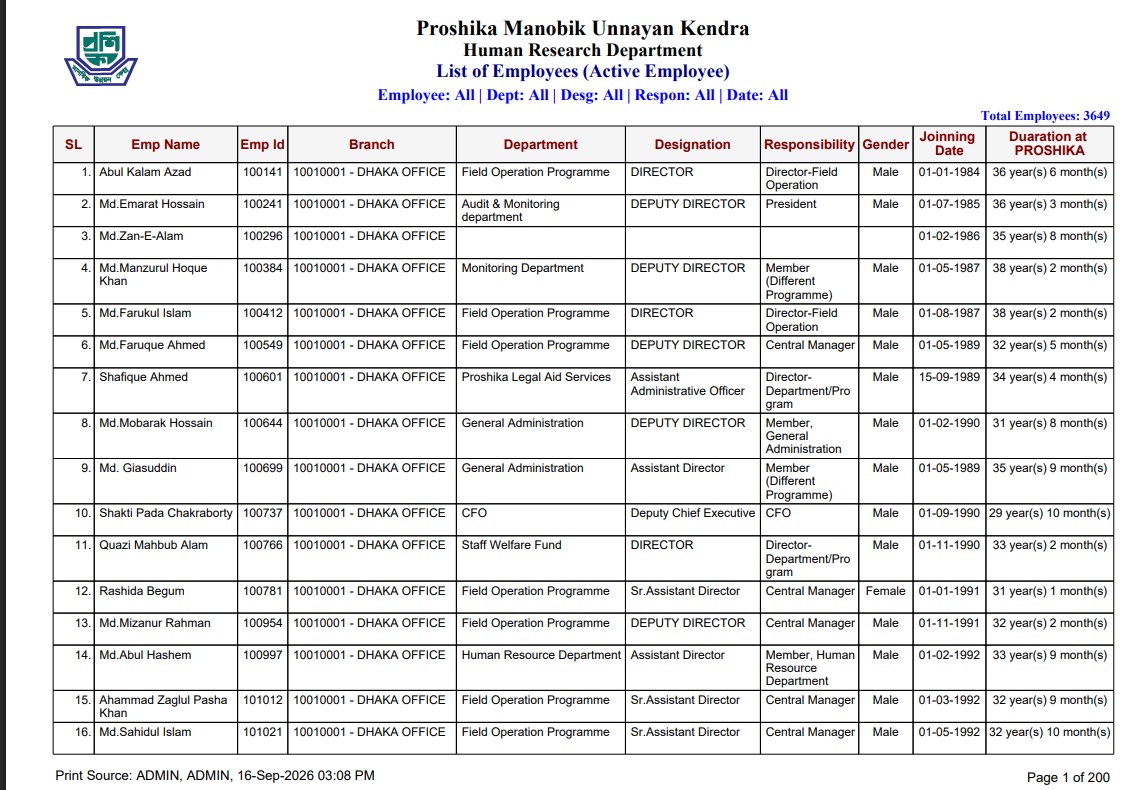 প্রশিকা
মানবিক উন্নয়ন কেন্দ্র
Proshika Manobik Unnayan Kendra
Human Research Department
List of Employees (Active Employee)
Employee: All | Dept: All | Desg: All | Respon: All | Date: All
Total Employees: 3649
SL Emp Name Emp Id Branch Department Designation Responsibility Gender Joinning Date Duaration at PROSHIKA
1. Abul Kalam Azad 100141 10010001 - DHAKA OFFICE Field Operation Programme DIRECTOR Director-Field Operation Male 01-01-1984 36 year(s) 6 month(s)
2. Md.Emarat Hossain 100241 10010001 - DHAKA OFFICE Audit & Monitoring department DEPUTY DIRECTOR President Male 01-07-1985 36 year(s) 3 month(s)
3. Md.Zan-E-Alam 100296 10010001 - DHAKA OFFICE 01-02-1986 35 year(s) 8 month(s)
4. Md.Manzurul Hoque Khan 100384 10010001 - DHAKA OFFICE Monitoring Department DEPUTY DIRECTOR Member (Different Programme) Male 01-05-1987 38 year(s) 2 month(s)
5. Md.Farukul Islam 100412 10010001 - DHAKA OFFICE Field Operation Programme DIRECTOR Director-Field Operation Male 01-08-1987 38 year(s) 2 month(s)
6. Md.Faruque Ahmed 100549 10010001 - DHAKA OFFICE Field Operation Programme DEPUTY DIRECTOR Central Manager Male 01-05-1989 32 year(s) 5 month(s)
7. Shafique Ahmed 100601 10010001 - DHAKA OFFICE Proshika Legal Aid Services Assistant Administrative Officer Director-Department/Program Male 15-09-1989 34 year(s) 4 month(s)
8. Md.Mobarak Hossain 100644 10010001 - DHAKA OFFICE General Administration DEPUTY DIRECTOR Member, General Administration Male 01-02-1990 31 year(s) 8 month(s)
9. Md. Giasuddin 100699 10010001 - DHAKA OFFICE General Administration Assistant Director Member (Different Programme) Male 01-05-1989 35 year(s) 9 month(s)
10. Shakti Pada Chakraborty 100737 10010001 - DHAKA OFFICE CFO Deputy Chief Executive CFO Male 01-09-1990 29 year(s) 10 month(s)
11. Quazi Mahbub Alam 100766 10010001 - DHAKA OFFICE Staff Welfare Fund DIRECTOR Director-Department/Program Male 01-11-1990 33 year(s) 2 month(s)
12. Rashida Begum 100781 10010001 - DHAKA OFFICE Field Operation Programme Sr.Assistant Director Central Manager Female 01-01-1991 31 year(s) 1 month(s)
13. Md.Mizanur Rahman 100954 10010001 - DHAKA OFFICE Field Operation Programme DEPUTY DIRECTOR Central Manager Male 01-11-1991 32 year(s) 2 month(s)
14. Md.Abul Hashem 100997 10010001 - DHAKA OFFICE Human Resource Department Assistant Director Member, Human Resource Department Male 01-02-1992 33 year(s) 9 month(s)
15. Ahammad Zaglul Pasha Khan 101012 10010001 - DHAKA OFFICE Field Operation Programme Sr.Assistant Director Central Manager Male 01-03-1992 32 year(s) 9 month(s)
16. Md.Sahidul Islam 101021 10010001 - DHAKA OFFICE Field Operation Programme Sr.Assistant Director Central Manager Male 01-05-1992 32 year(s) 10 month(s)
Print Source: ADMIN, ADMIN, 16-Sep-2026 03:08 PM
Page 1 of 200